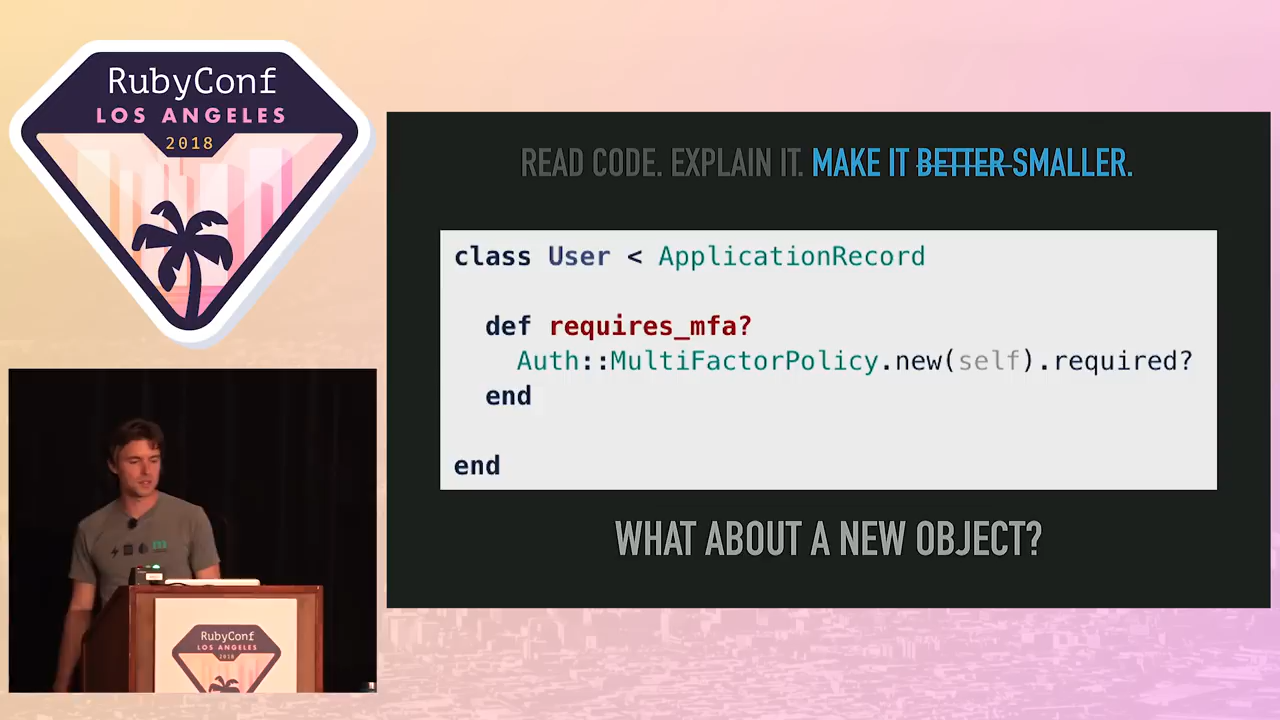 RubyConf
LOS ANGELES
2018
READ CODE. EXPLAIN IT. MAKE IT BETTER SMALLER.
class User < ApplicationRecord
def requires_mfa?
Auth::MultiFactorPolicy.new(self).required?
end
end
WHAT ABOUT A NEW OBJECT?
RubyConf
LOS ANGELES
2018